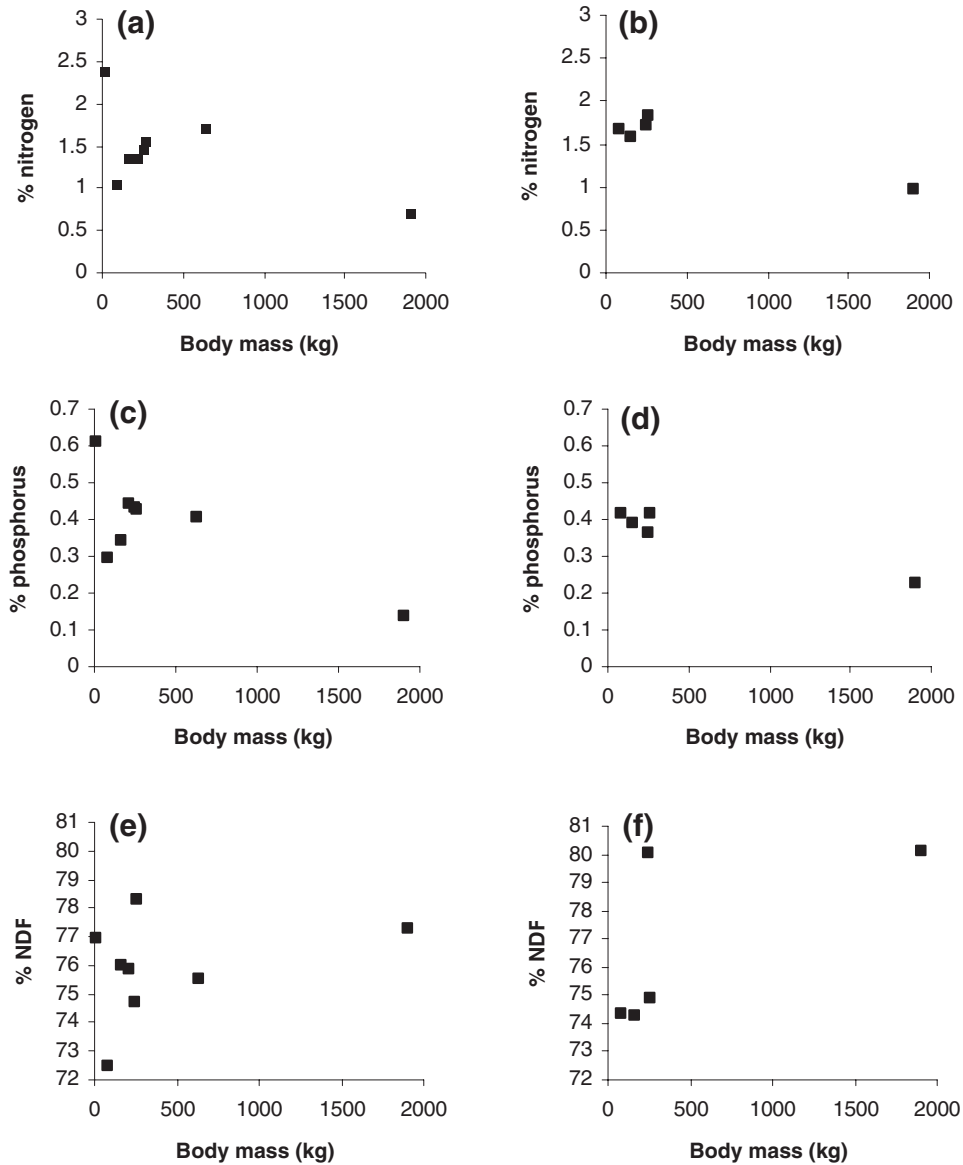 (a)
3
2.5
2
1.5
1
0.5
0
% nitrogen
0 500 1000 1500 2000
Body mass (kg)
(b)
3
2.5
2
1.5
1
0.5
0
% nitrogen
0 500 1000 1500 2000
Body mass (kg)
(c)
0.7
0.6
0.5
0.4
0.3
0.2
0.1
0
% phosphorus
0 500 1000 1500 2000
Body mass (kg)
(d)
0.7
0.6
0.5
0.4
0.3
0.2
0.1
0
% phosphorus
0 500 1000 1500 2000
Body mass (kg)
(e)
81
80
79
78
77
76
75
74
73
72
% NDF
0 500 1000 1500 2000
Body mass (kg)
(f)
81
80
79
78
77
76
75
74
73
72
% NDF
0 500 1000 1500 2000
Body mass (kg)